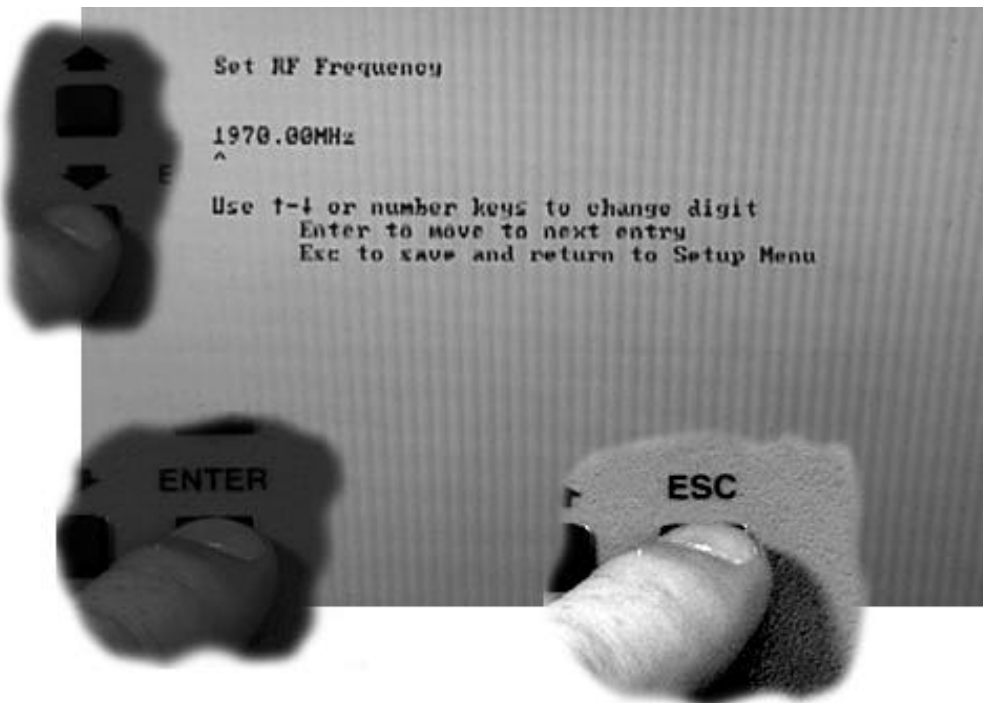 Set RF Frequency
1970.00MHz
^
Use ↑-↓ or number keys to change digit
Enter to move to next entry
Esc to save and return to Setup Menu
ENTER
ESC